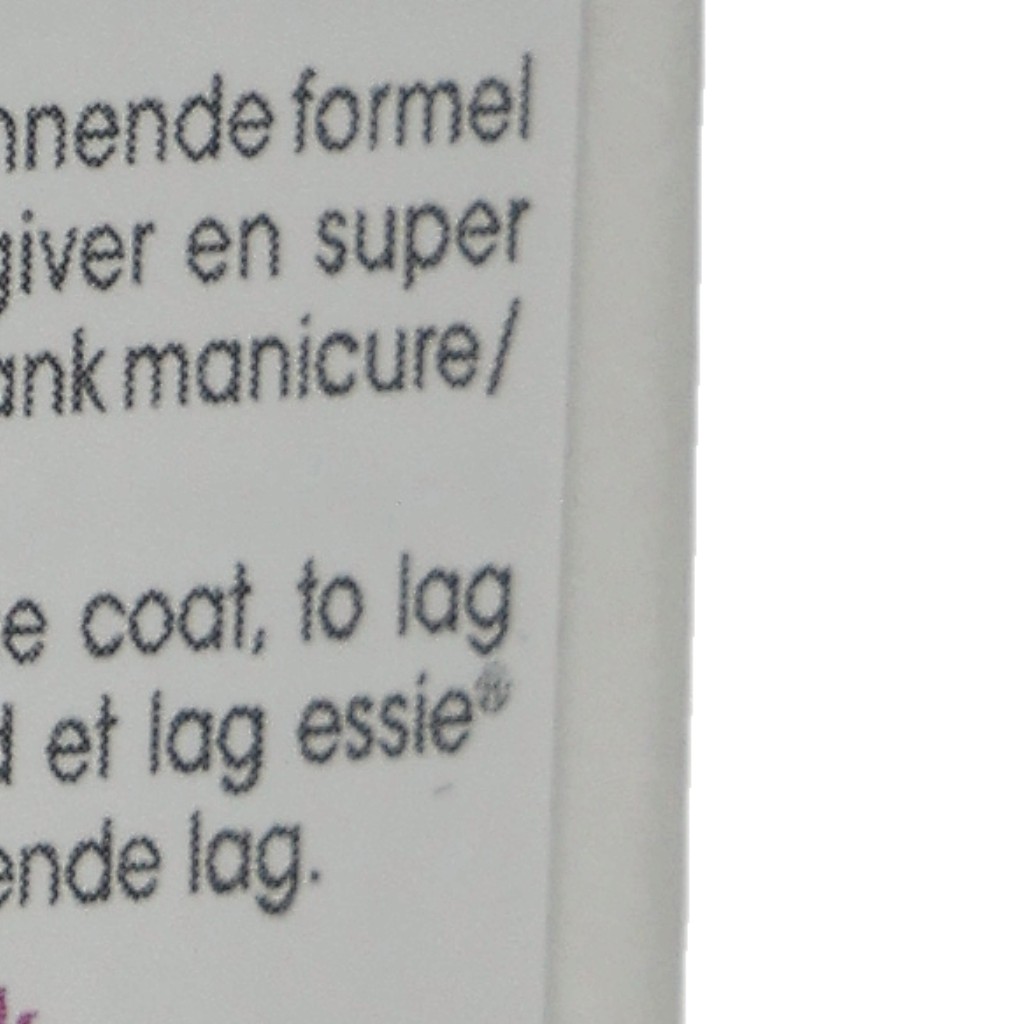 nnende formel
giver en super
ank manicure/
e coat, to lag
et lag essie®
ende lag.